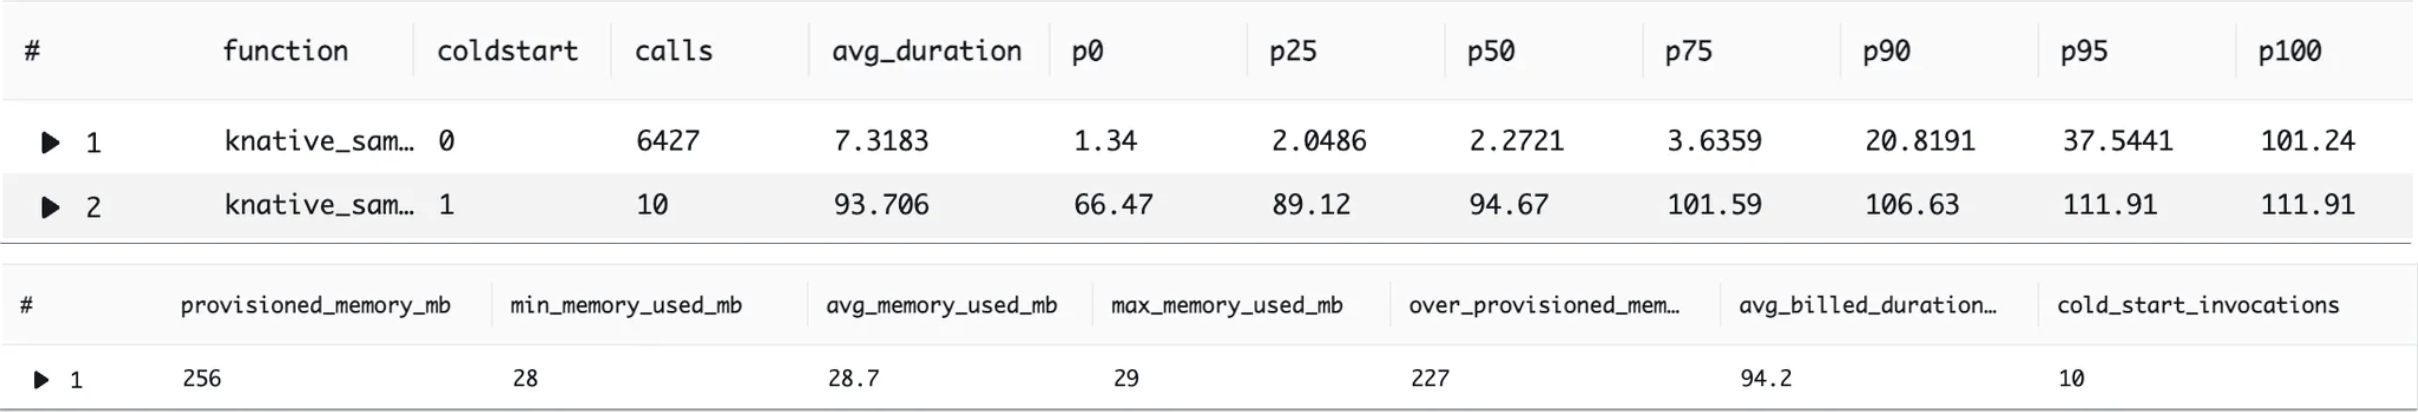 # function coldstart calls avg_duration p0 p25 p50 p75 p90 p95 p100
1 knative_sam… 0 6427 7.3183 1.34 2.0486 2.2721 3.6359 20.8191 37.5441 101.24
2 knative_sam… 1 10 93.706 66.47 89.12 94.67 101.59 106.63 111.91 111.91
# provisioned_memory_mb min_memory_used_mb avg_memory_used_mb max_memory_used_mb over_provisioned_mem… avg_billed_duration… cold_start_invocations
1 256 28 28.7 29 227 94.2 10